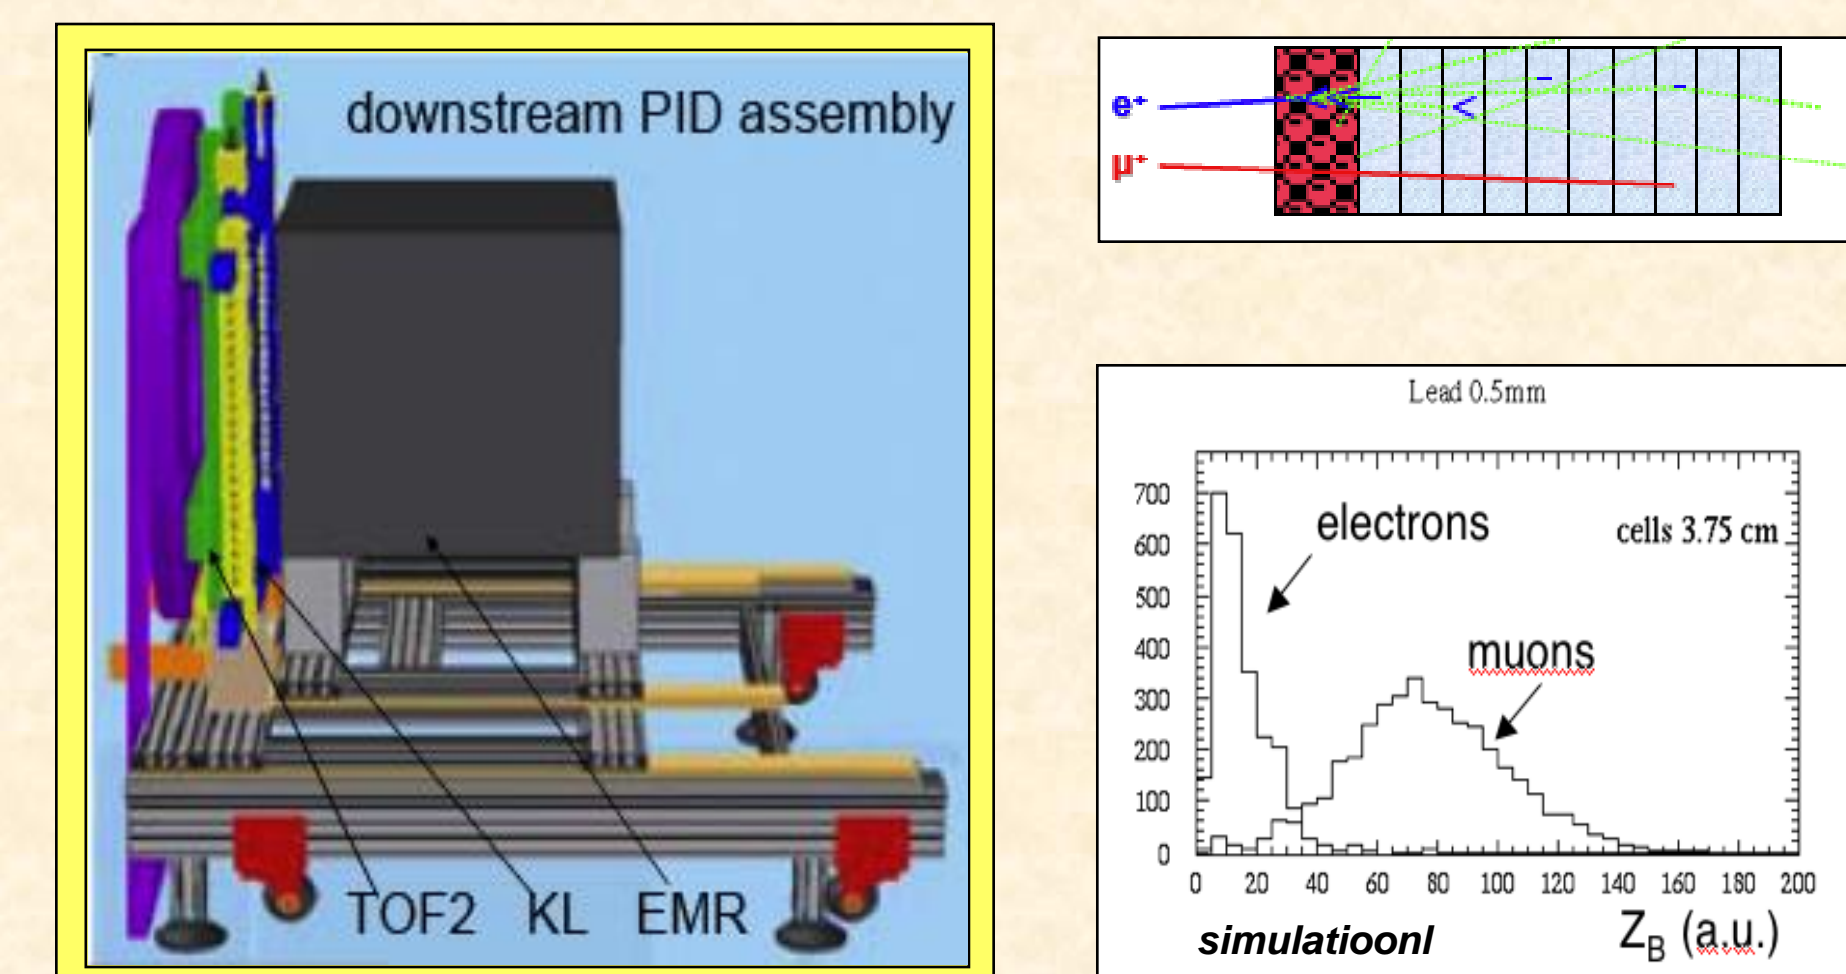 downstream PID assembly
TOF2 KL EMR
e+
μ+
Lead 0.5mm
700
600
500
400
300
200
100
0
electrons
cells 3.75 cm
muons
0 20 40 60 80 100 120 140 160 180 200
simulatioonl
ZB (a.u.)